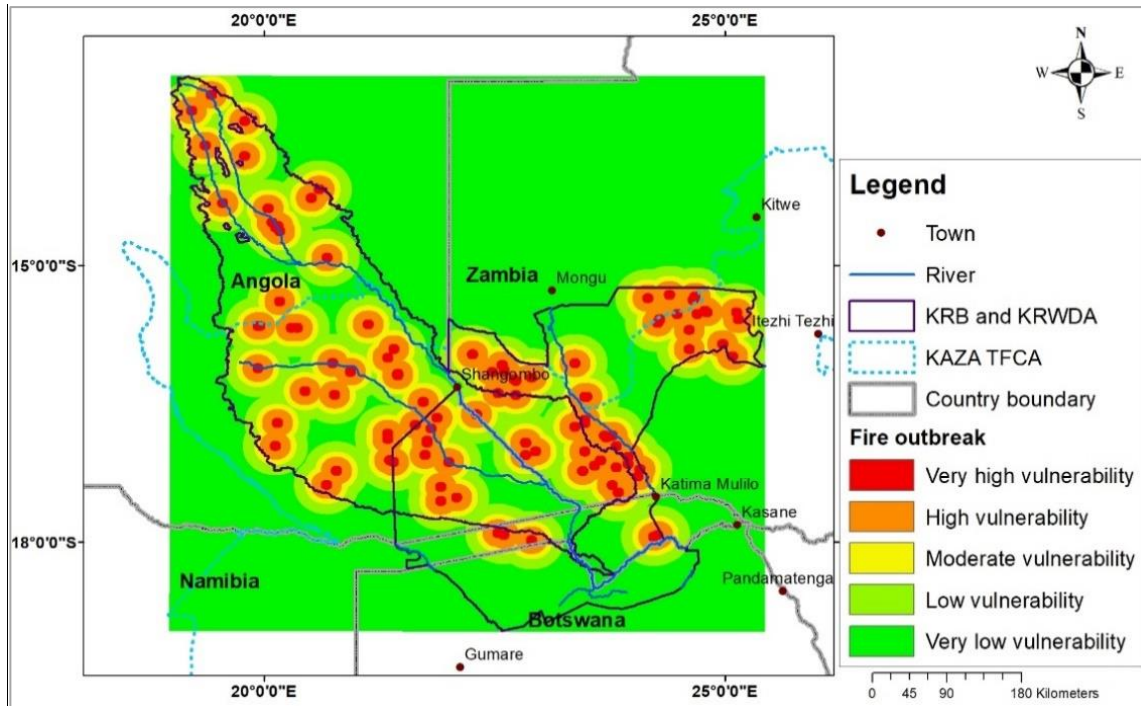 20°0'0"E
25°0'0"E
N
W
E
S
15°0'0"S
18°0'0"S
Kitwe
Angola
Zambia
Mongu
Itezhi Tezhi
Shangombo
Katima Mulilo
Kasane
Namibia
Pandamatenga
Botswana
Gumare
Legend
Town
River
KRB and KRWDA
KAZA TFCA
Country boundary
Fire outbreak
Very high vulnerability
High vulnerability
Moderate vulnerability
Low vulnerability
Very low vulnerability
0 45 90 180 Kilometers
20°0'0"E
25°0'0"E